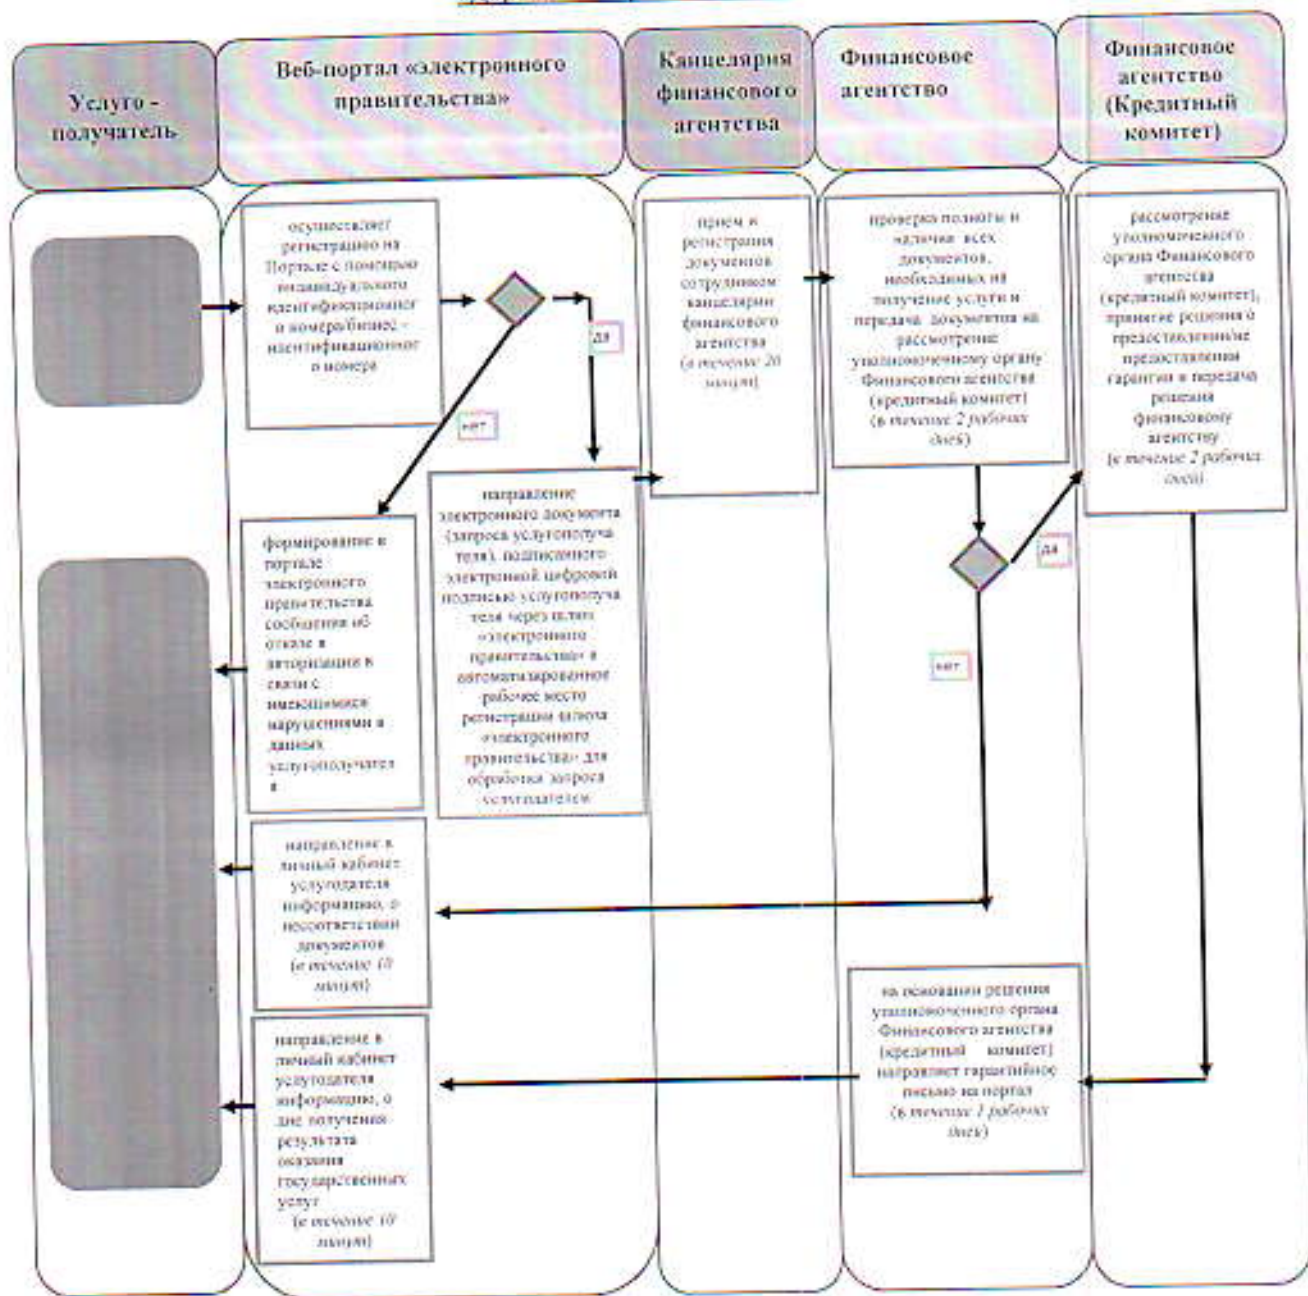 Услуго -
получатель
Веб-портал «электронного
правительства»
Канцелярия
финансового
агентства
Финансовое
агентство
Финансовое
агентство
(Кредитный
комитет)
осуществляет
регистрацию на
Портале с помощью
индивидуального
идентификационног
о номера/бизнес -
идентификационног
о номера
да
нет
формирование в
портале
электронного
правительства
сообщения об
отказе в
авторизации в
связи с
имеющимися
нарушениями в
данных
услугополучател
я
направление
электронного документа
(запроса услугополуча
теля), подписанного
электронной цифровой
подписью услугополуча
теля через шлюз
«электронного
правительства» в
автоматизированное
рабочее место
регистрации шлюза
«электронного
правительства» для
обработки запроса
услугодателем
направление в
личный кабинет
услугодателя
информацию, о
несоответствии
документов
(в течение 10
минут)
направление в
личный кабинет
услугодателя
информацию, о
дне получения
результата
оказания
государственных
услуг
(в течение 10
минут)
прием и
регистрация
документов
сотрудником
канцелярии
финансового
агентства
(в течение 20
минут)
проверка полноты и
наличие всех
документов,
необходимых на
получение услуги и
передача документов на
рассмотрение
уполномоченному органу
Финансового агентства
(кредитный комитет)
(в течение 2 рабочих
дней)
да
нет
на основании решения
уполномоченного органа
Финансового агентства
(кредитный комитет)
направляет гарантийное
письмо на портал
(в течение 1 рабочих
дней)
рассмотрение
уполномоченного
органа Финансового
агентства
(кредитный комитет),
принятие решения о
предоставлении/не
предоставлении
гарантии и передача
решения
финансовому
агентству
(в течение 2 рабочих
дней)